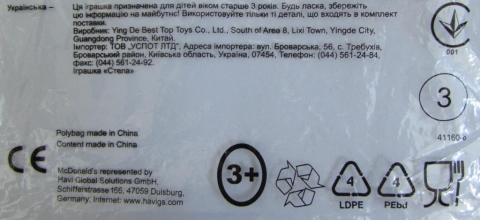 Українська – Ця іграшка призначена для дітей віком старше 3 років. Будь ласка, збережіть
цю інформацію на майбутнє! Використовуйте тільки ті деталі, що входять в комплект
поставки.
Виробник: Ying De Best Top Toys Co., Ltd., South of Area 8, Lixi Town, Yingde City,
Guangdong Province, Китай.
Імпортер: ТОВ „УСПОТ ЛТД”, Адреса імпортера: вул. Броварська, 56, с. Требухів,
Броварський район, Київська область, Україна, 07454, Телефон: (044) 561-24-84,
факс: (044) 561-24-92.
Іграшка «Стела»
001
3
41160-
Polybag made in China
Content made in China
CE
McDonald's represented by
Havi Global Solutions GmbH,
Schifferstrasse 166, 47059 Duisburg,
Germany; Internet: www.havigs.com
3+
4
LDPE
4
PEbd